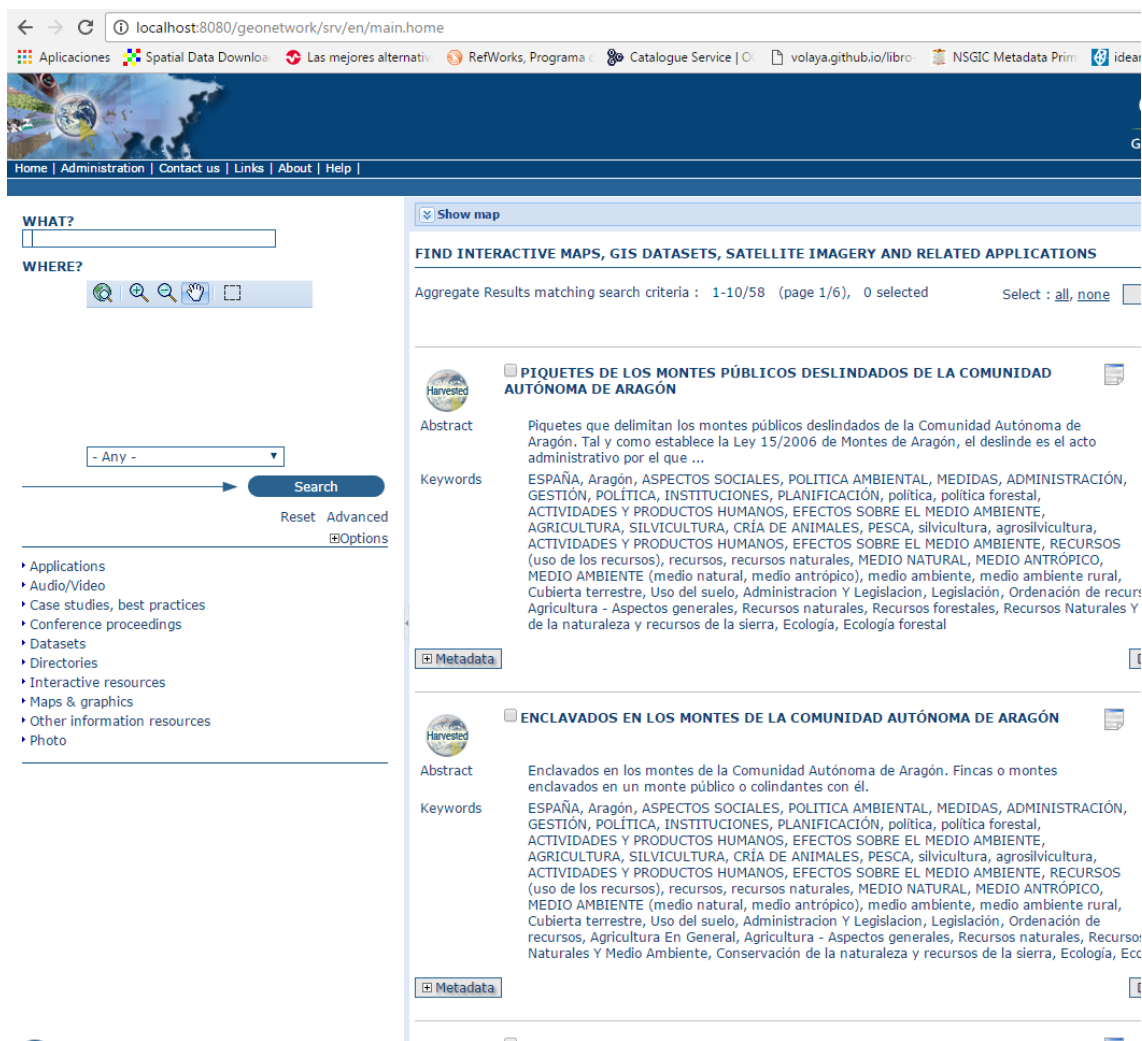 localhost:8080/geonetwork/srv/en/main.home
Aplicaciones Spatial Data Downloa Las mejores alternativ RefWorks, Programa d Catalogue Service | O volaya.github.io/libro- NSGIC Metadata Prim idear
G
Home | Administration | Contact us | Links | About | Help |
WHAT?
WHERE?
- Any -
Search
Reset Advanced
Options
Applications
Audio/Video
Case studies, best practices
Conference proceedings
Datasets
Directories
Interactive resources
Maps & graphics
Other information resources
Photo
Show map
FIND INTERACTIVE MAPS, GIS DATASETS, SATELLITE IMAGERY AND RELATED APPLICATIONS
Aggregate Results matching search criteria : 1-10/58 (page 1/6), 0 selected Select : all, none
Harvested
PIQUETES DE LOS MONTES PÚBLICOS DESLINDADOS DE LA COMUNIDAD
AUTÓNOMA DE ARAGÓN
Abstract
Piquetes que delimitan los montes públicos deslindados de la Comunidad Autónoma de
Aragón. Tal y como establece la Ley 15/2006 de Montes de Aragón, el deslinde es el acto
administrativo por el que ...
Keywords
ESPAÑA, Aragón, ASPECTOS SOCIALES, POLITICA AMBIENTAL, MEDIDAS, ADMINISTRACIÓN,
GESTIÓN, POLÍTICA, INSTITUCIONES, PLANIFICACIÓN, política, política forestal,
ACTIVIDADES Y PRODUCTOS HUMANOS, EFECTOS SOBRE EL MEDIO AMBIENTE,
AGRICULTURA, SILVICULTURA, CRÍA DE ANIMALES, PESCA, silvicultura, agrosilvicultura,
ACTIVIDADES Y PRODUCTOS HUMANOS, EFECTOS SOBRE EL MEDIO AMBIENTE, RECURSOS
(uso de los recursos), recursos, recursos naturales, MEDIO NATURAL, MEDIO ANTRÓPICO,
MEDIO AMBIENTE (medio natural, medio antrópico), medio ambiente, medio ambiente rural,
Cubierta terrestre, Uso del suelo, Administracion Y Legislacion, Legislación, Ordenación de recurs
Agricultura - Aspectos generales, Recursos naturales, Recursos forestales, Recursos Naturales Y
de la naturaleza y recursos de la sierra, Ecología, Ecología forestal
Metadata
Harvested
ENCLAVADOS EN LOS MONTES DE LA COMUNIDAD AUTÓNOMA DE ARAGÓN
Abstract
Enclavados en los montes de la Comunidad Autónoma de Aragón. Fincas o montes
enclavados en un monte público o colindantes con él.
Keywords
ESPAÑA, Aragón, ASPECTOS SOCIALES, POLITICA AMBIENTAL, MEDIDAS, ADMINISTRACIÓN,
GESTIÓN, POLÍTICA, INSTITUCIONES, PLANIFICACIÓN, política, política forestal,
ACTIVIDADES Y PRODUCTOS HUMANOS, EFECTOS SOBRE EL MEDIO AMBIENTE,
AGRICULTURA, SILVICULTURA, CRÍA DE ANIMALES, PESCA, silvicultura, agrosilvicultura,
ACTIVIDADES Y PRODUCTOS HUMANOS, EFECTOS SOBRE EL MEDIO AMBIENTE, RECURSOS
(uso de los recursos), recursos, recursos naturales, MEDIO NATURAL, MEDIO ANTRÓPICO,
MEDIO AMBIENTE (medio natural, medio antrópico), medio ambiente, medio ambiente rural,
Cubierta terrestre, Uso del suelo, Administracion Y Legislacion, Legislación, Ordenación de
recursos, Agricultura En General, Agricultura - Aspectos generales, Recursos naturales, Recursos
Naturales Y Medio Ambiente, Conservación de la naturaleza y recursos de la sierra, Ecología, Eco
Metadata